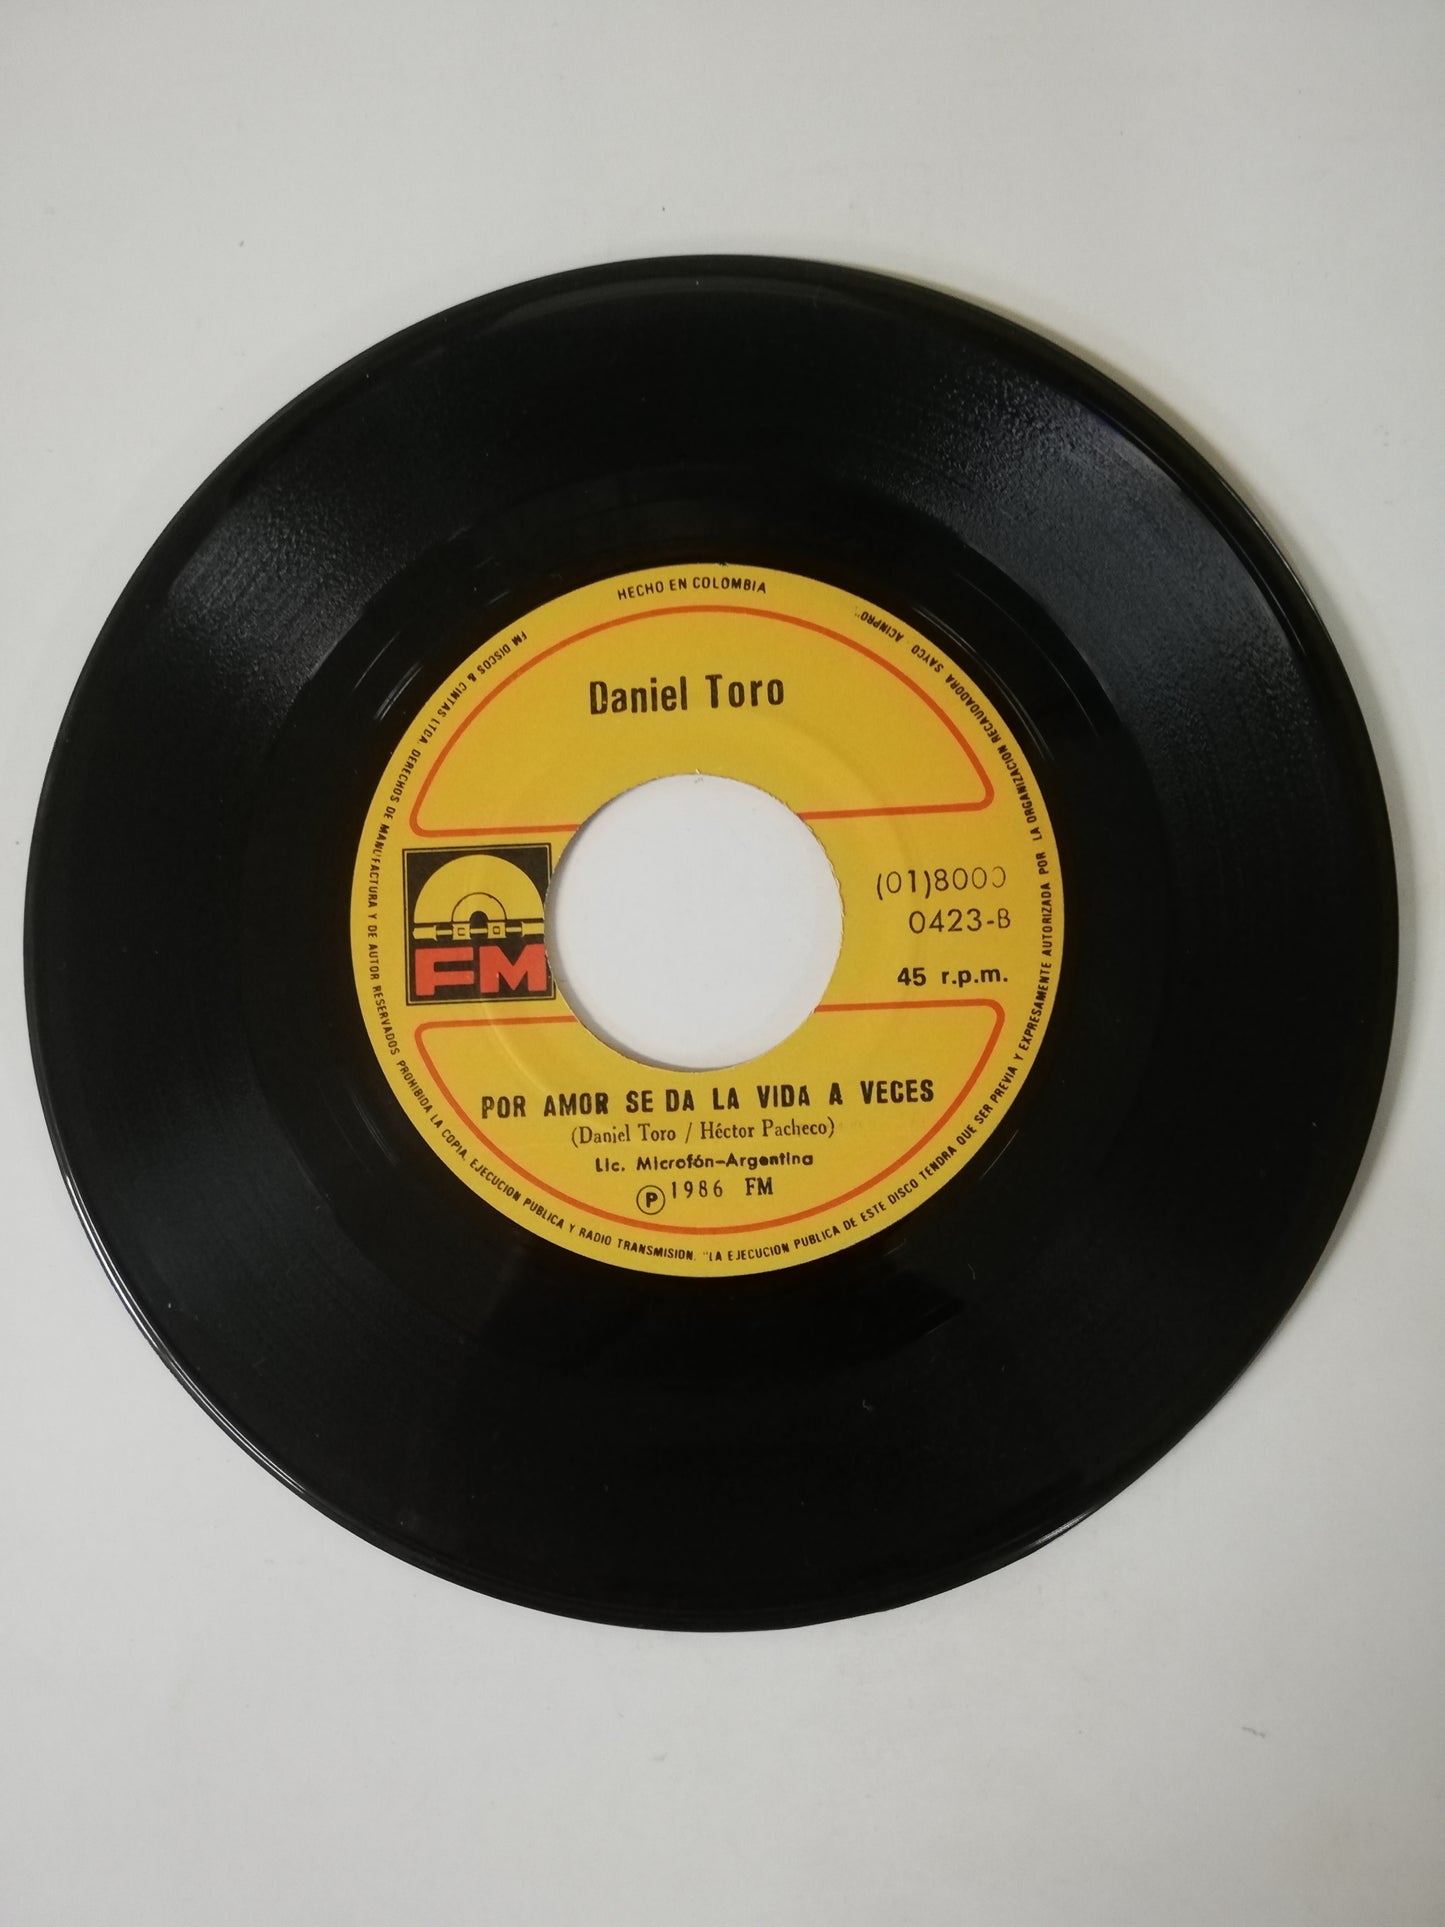 HECHO EN COLOMBIA
Daniel Toro
FM
(01)8000
0423-B
45 r.p.m.
POR AMOR SE DA LA VIDA A VECES
(Daniel Toro / Héctor Pacheco)
Lic. Microfón-Argentina
Ⓟ 1986 FM
FM DISCOS & CINTAS LTDA. DERECHOS DE MANUFACTURA Y DE AUTOR RESERVADOS PROHIBIDA LA COPIA, EJECUCION PUBLICA Y RADIO TRANSMISION. "LA EJECUCION PUBLICA DE ESTE DISCO TENDRA QUE SER PREVIA Y EXPRESAMENTE AUTORIZADA POR LA ORGANIZACION RECAUDADORA SAYCO. ACINPRO".